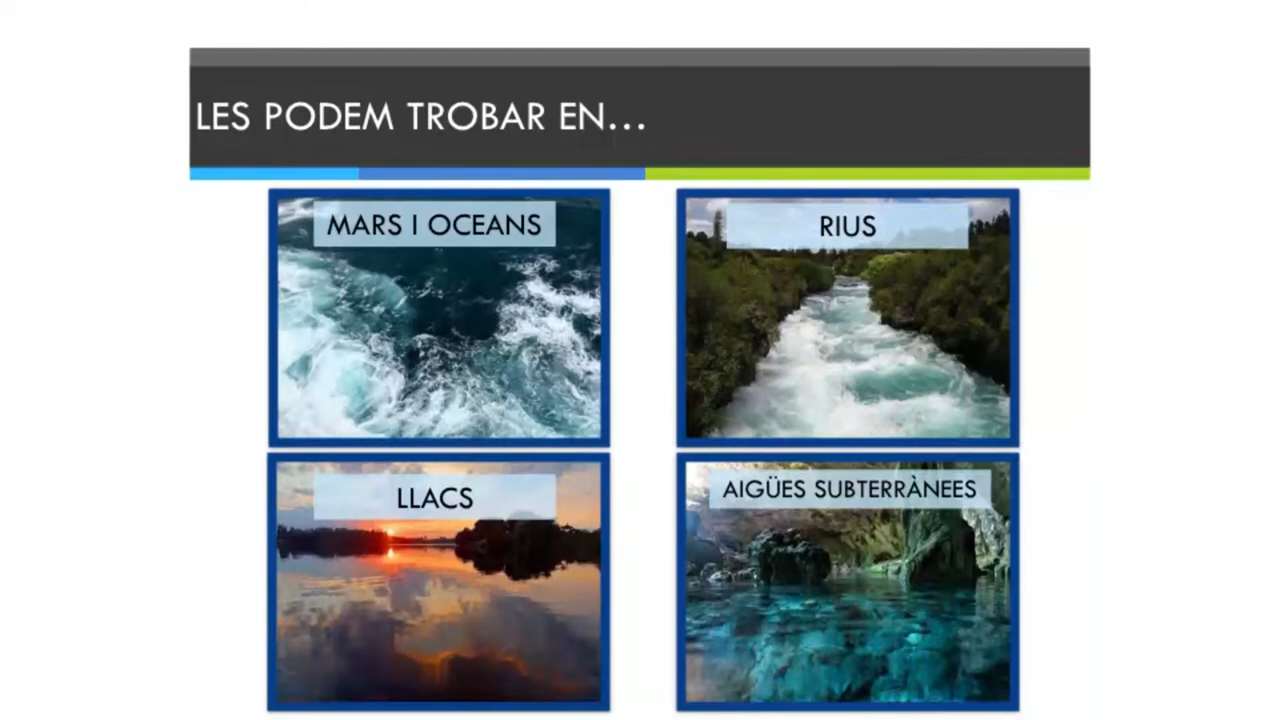 LES PODEM TROBAR EN...
MARS I OCEANS
RIUS
LLACS
AIGÜES SUBTERRÀNEES